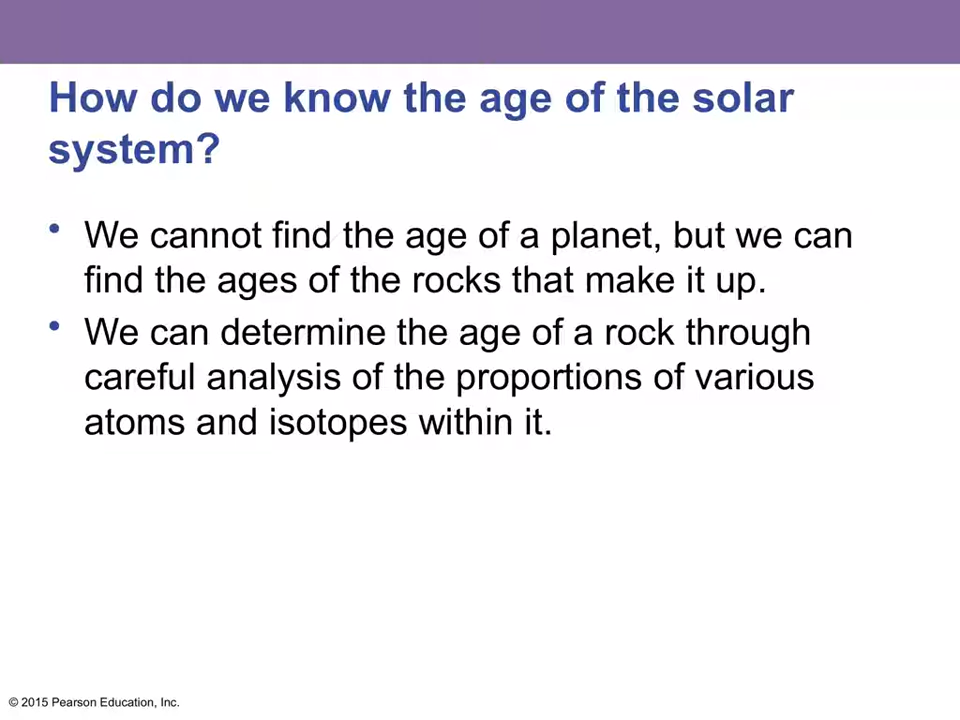 How do we know the age of the solar
system?
• We cannot find the age of a planet, but we can
find the ages of the rocks that make it up.
• We can determine the age of a rock through
careful analysis of the proportions of various
atoms and isotopes within it.
© 2015 Pearson Education, Inc.